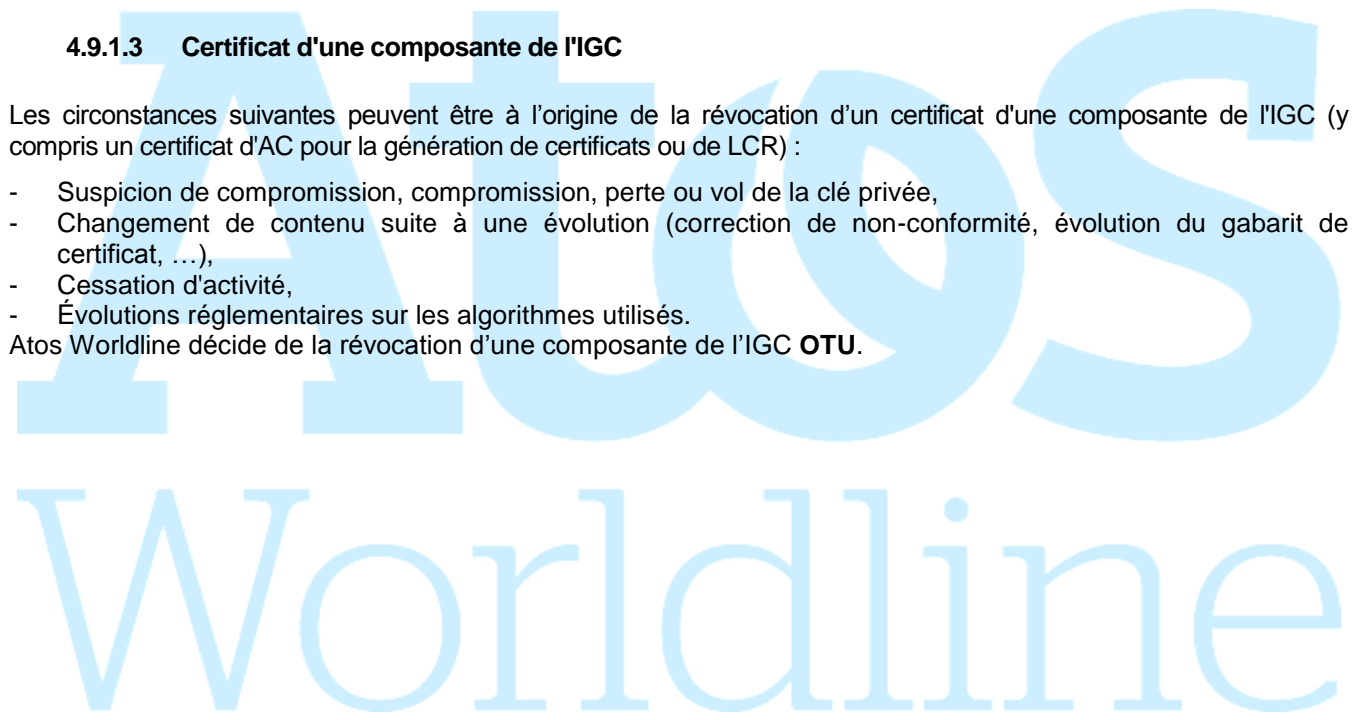 4.9.1.3 Certificat d'une composante de l'IGC
Les circonstances suivantes peuvent être à l’origine de la révocation d’un certificat d'une composante de l'IGC (y
compris un certificat d'AC pour la génération de certificats ou de LCR) :
- Suspicion de compromission, compromission, perte ou vol de la clé privée,
- Changement de contenu suite à une évolution (correction de non-conformité, évolution du gabarit de
certificat, …),
- Cessation d'activité,
- Évolutions réglementaires sur les algorithmes utilisés.
Atos Worldline décide de la révocation d’une composante de l’IGC OTU.
Atos
Worldline